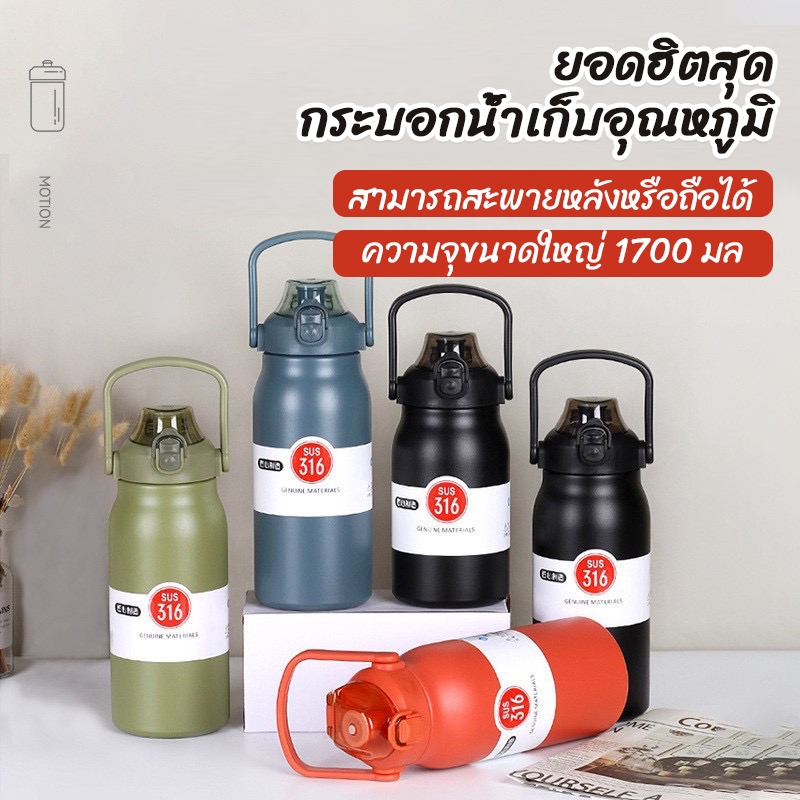 ยอดฮิตสุด
กระบอกน้ำเก็บอุณหภูมิ
สามารถสะพายหลังหรือถือได้
ความจุขนาดใหญ่ 1700 มล
MOTION
SUS
316
GENUINE MATERIALS
SUS
316
GENUINE MATERIALS
SUS
316
GENUINE MATERIALS
SUS
316
GENUINE MATERIALS
SUS
316
GENUINE MATERIALS
HOME
OURSELF A